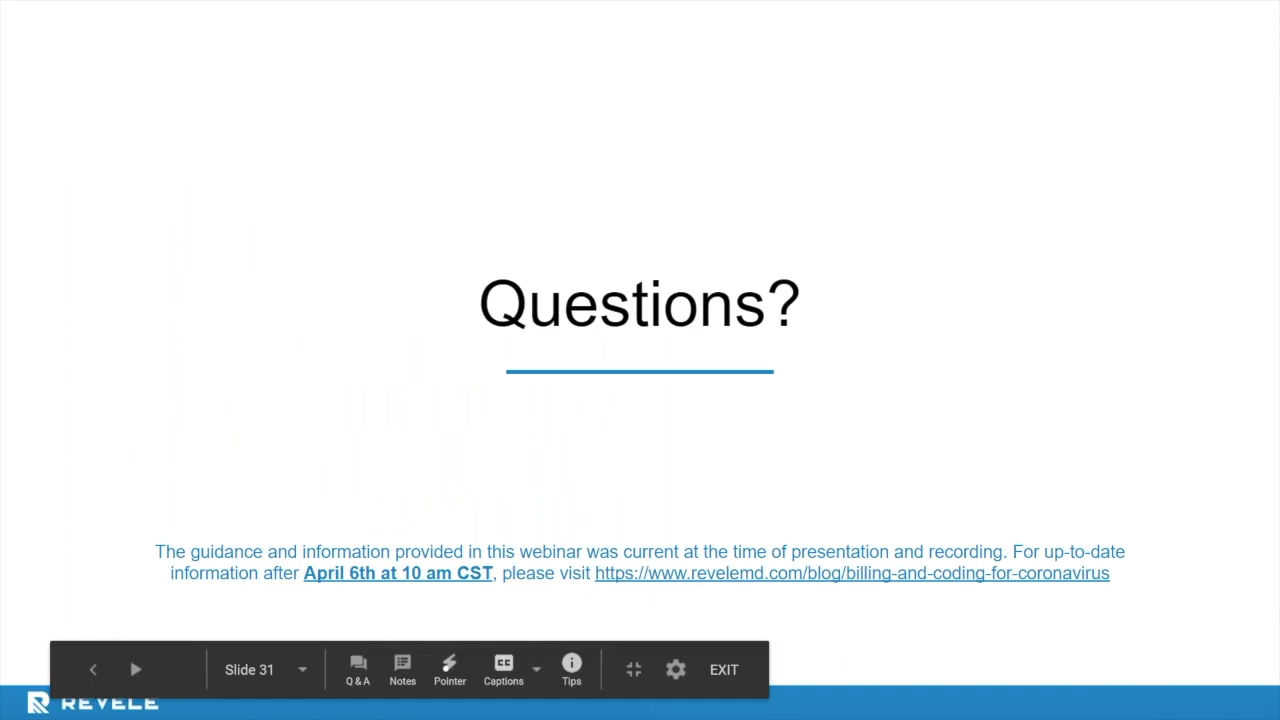 Questions?
The guidance and information provided in this webinar was current at the time of presentation and recording. For up-to-date
information after April 6th at 10 am CST, please visit https://www.revelemd.com/blog/billing-and-coding-for-coronavirus
Slide 31
Q & A
Notes
Pointer
CC
Captions
Tips
EXIT
REVELE